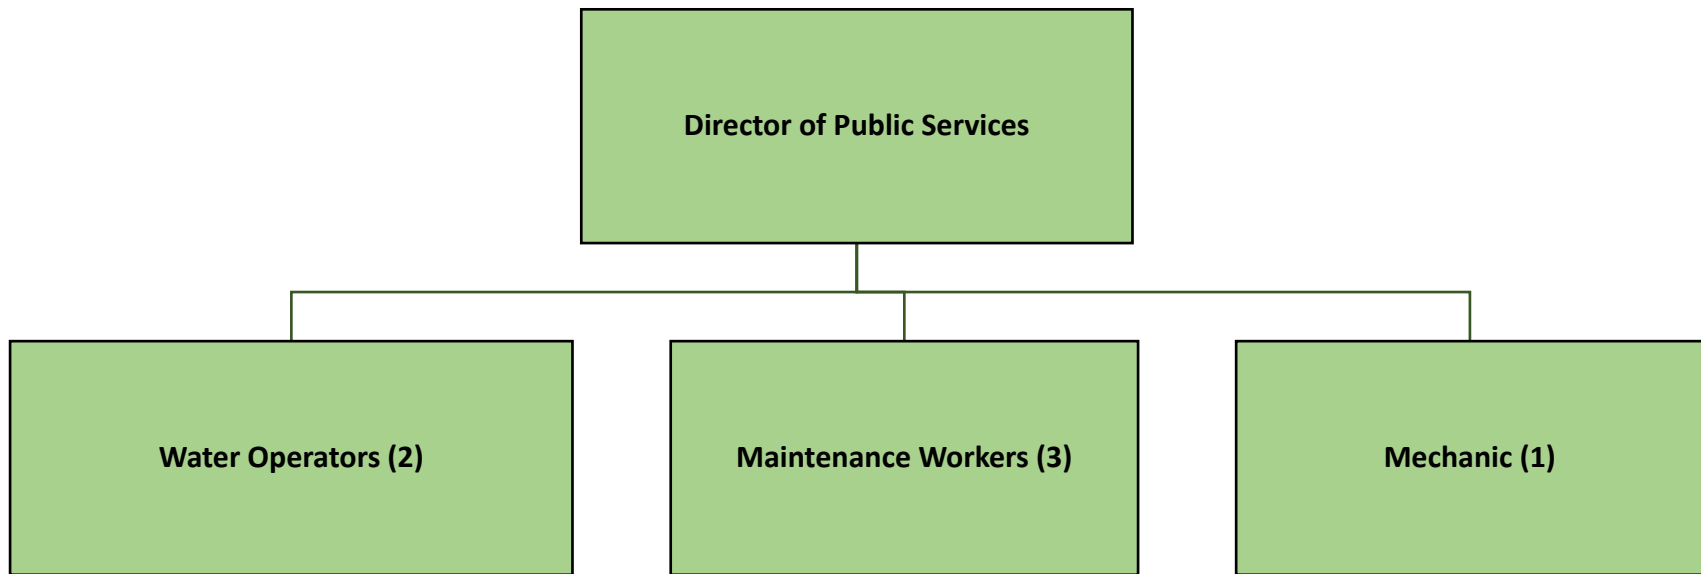 Director of Public Services
Water Operators (2)
Maintenance Workers (3)
Mechanic (1)